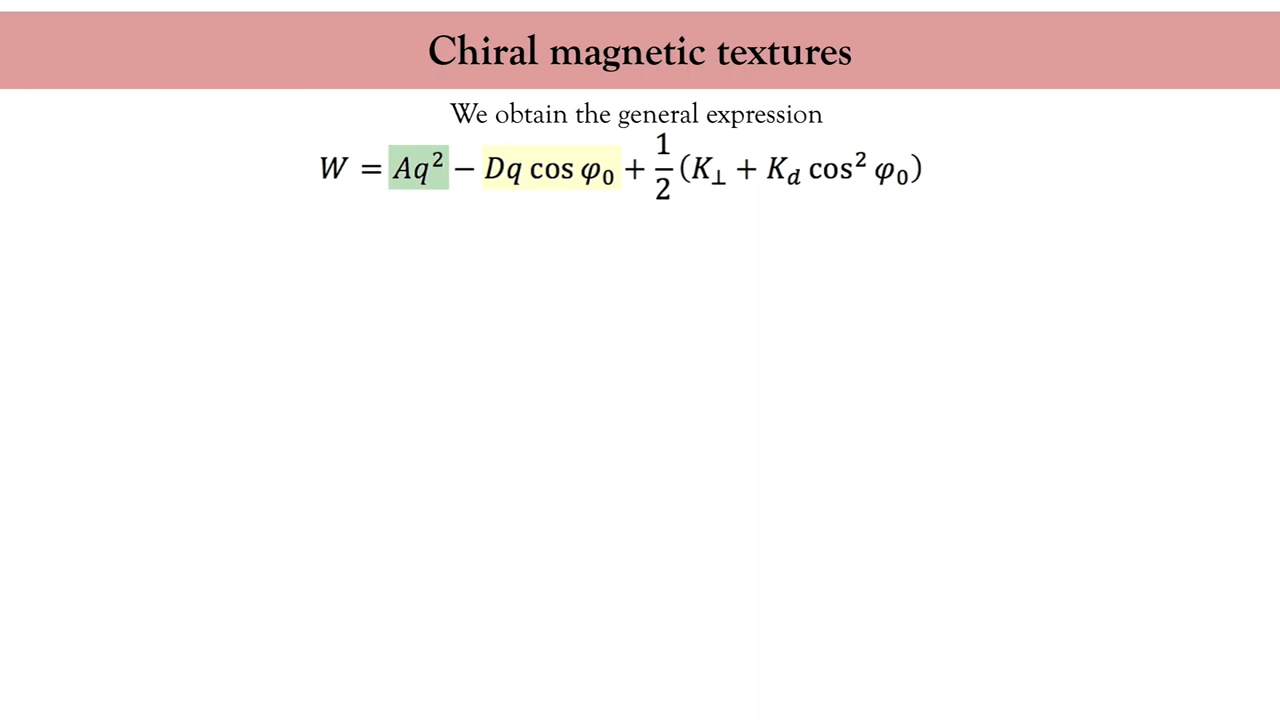 Chiral magnetic textures
We obtain the general expression
W = Aq² − Dq cos φ₀ + 1/2 (K⊥ + K_d cos² φ₀)